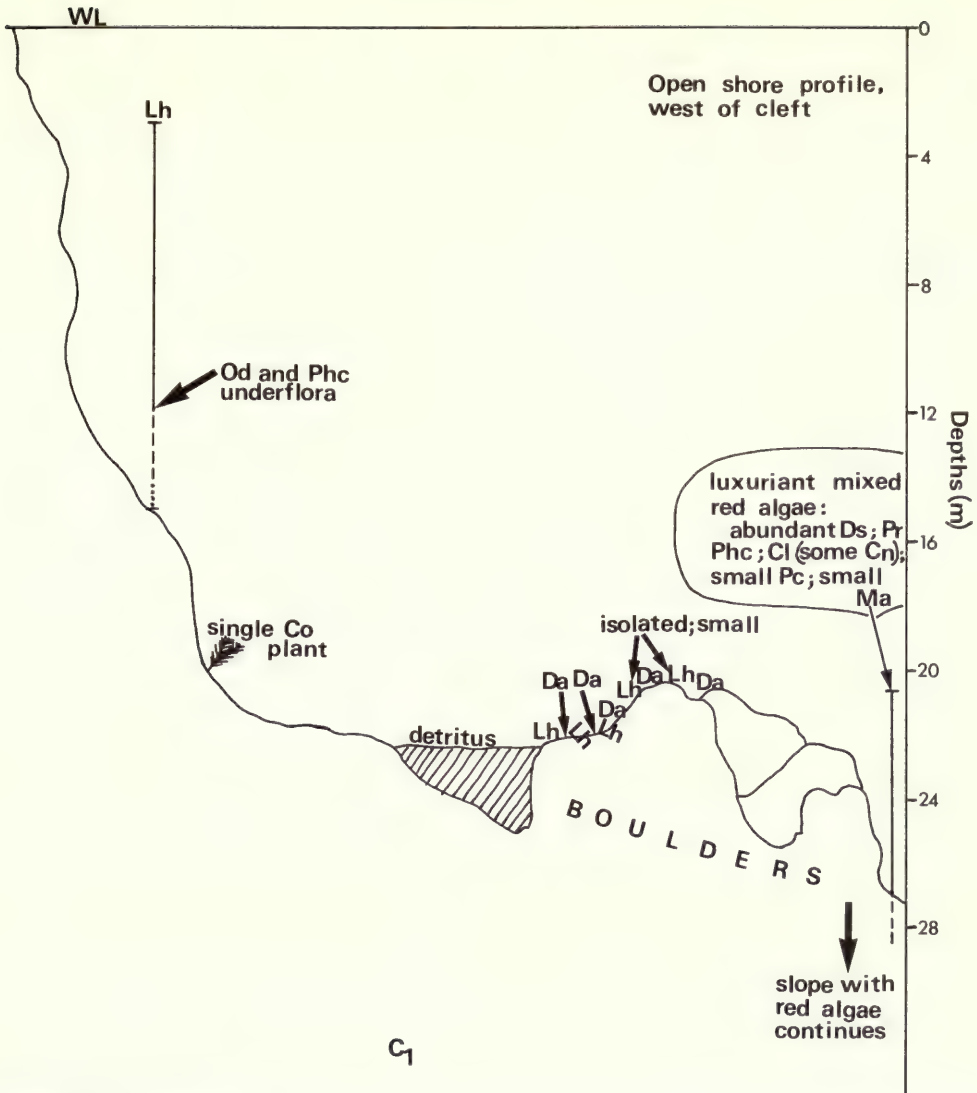 WL
0
Open shore profile,
west of cleft
Lh
4
8
Od and Phc
underflora
12
Depths (m)
luxuriant mixed
red algae:
abundant Ds; Pr
Phc; Cl (some Cn);
small Pc; small
Ma
16
single Co
plant
isolated; small
20
Da Da
Lh Da Lh Da
Da
Lh Lh Lh
detritus
24
BOULDERS
28
slope with
red algae
continues
C1